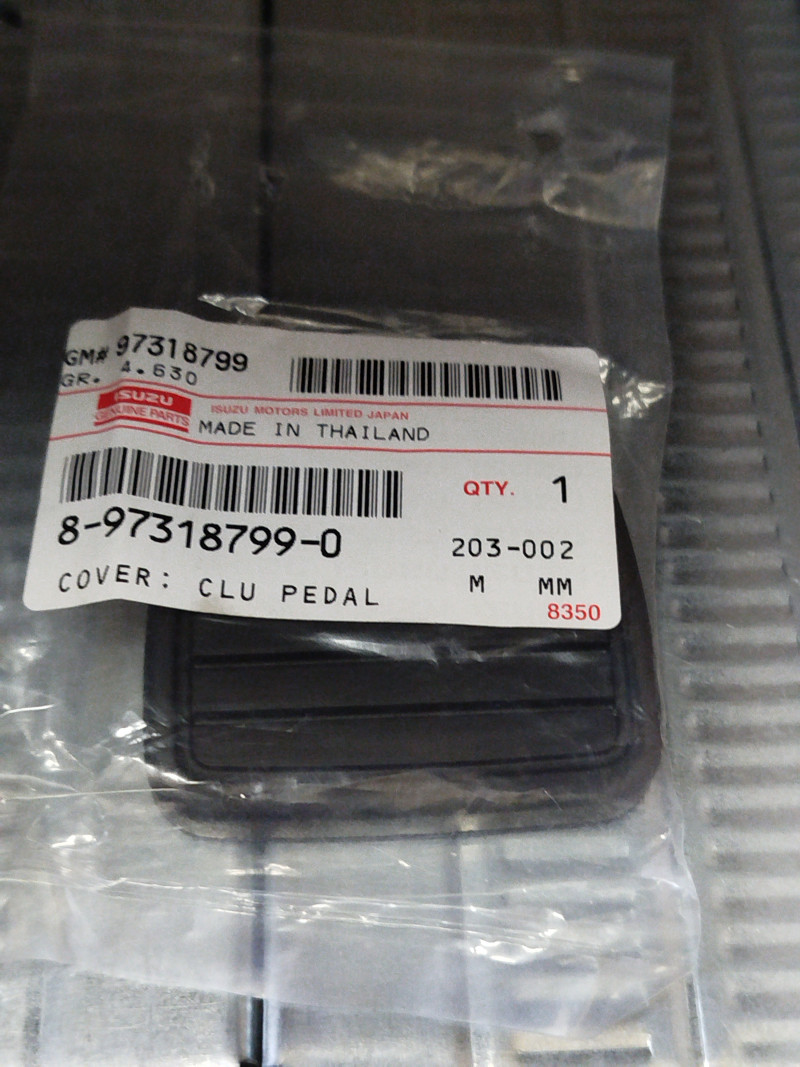 GM# 97318799
GR. 4.630
ISUZU
GENUINE PARTS
ISUZU MOTORS LIMITED JAPAN
MADE IN THAILAND
QTY. 1
8-97318799-0
203-002
COVER: CLU PEDAL
M MM
8350